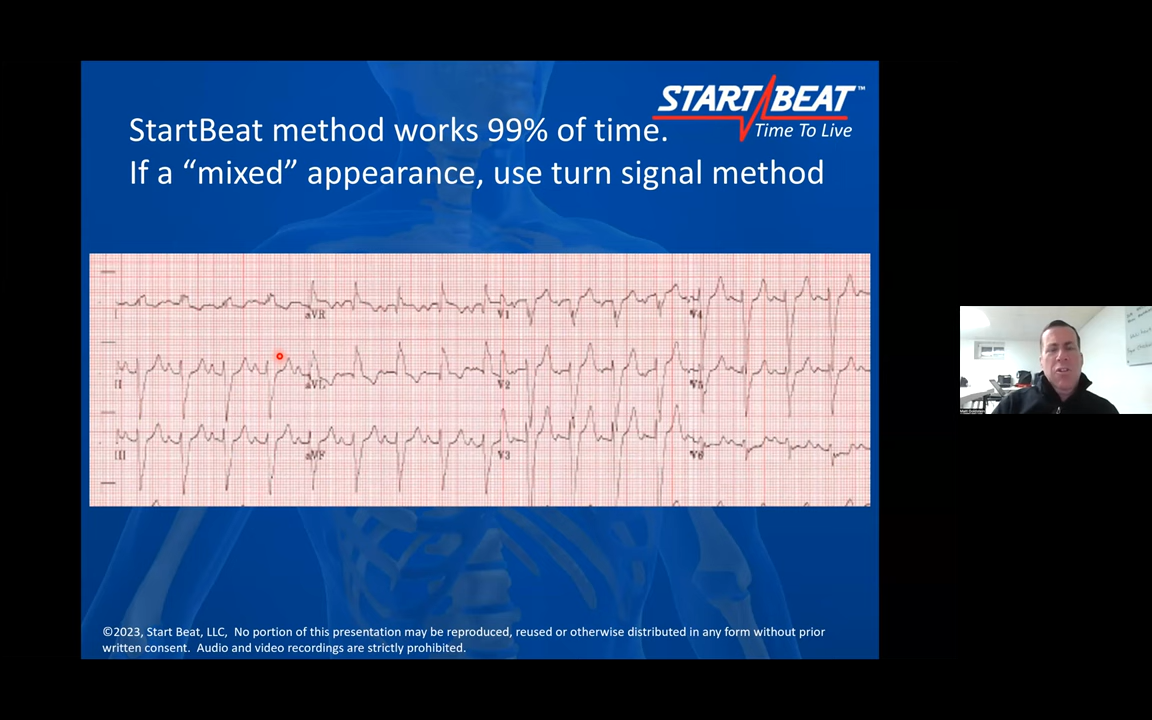 START BEAT™
Time To Live
StartBeat method works 99% of time.
If a “mixed” appearance, use turn signal method
I
aVR
V1
V4
II
aVL
V2
V5
III
aVF
V3
V6
©2023, Start Beat, LLC, No portion of this presentation may be reproduced, reused or otherwise distributed in any form without prior
written consent. Audio and video recordings are strictly prohibited.